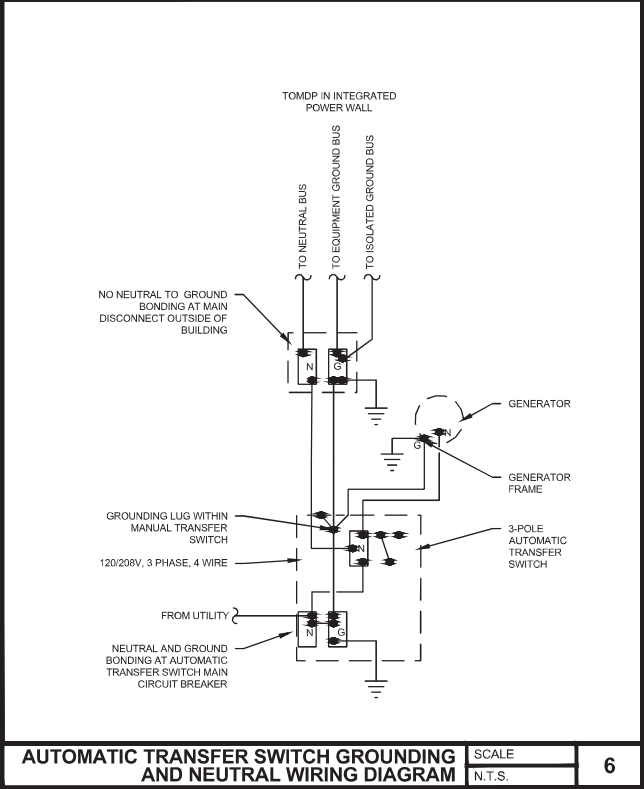 TOMDP IN INTEGRATED
POWER WALL
TO NEUTRAL BUS
TO EQUIPMENT GROUND BUS
TO ISOLATED GROUND BUS
NO NEUTRAL TO GROUND
BONDING AT MAIN
DISCONNECT OUTSIDE OF
BUILDING
N
G
GENERATOR
N
G
GENERATOR
FRAME
GROUNDING LUG WITHIN
MANUAL TRANSFER
SWITCH
3-POLE
AUTOMATIC
TRANSFER
SWITCH
N
120/208V, 3 PHASE, 4 WIRE
FROM UTILITY
N
G
NEUTRAL AND GROUND
BONDING AT AUTOMATIC
TRANSFER SWITCH MAIN
CIRCUIT BREAKER
AUTOMATIC TRANSFER SWITCH GROUNDING
AND NEUTRAL WIRING DIAGRAM
SCALE
N.T.S.
6